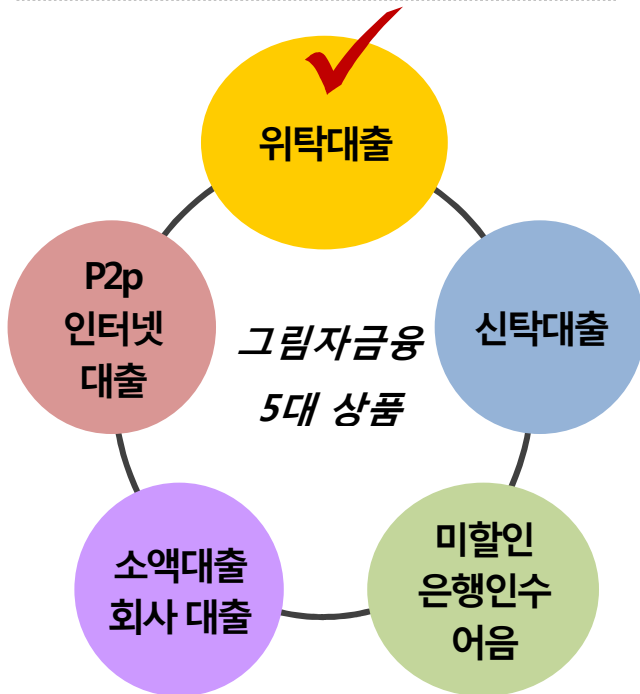 위탁대출
P2p
인터넷
대출
그림자금융
5대 상품
신탁대출
소액대출
회사 대출
미할인
은행인수
어음